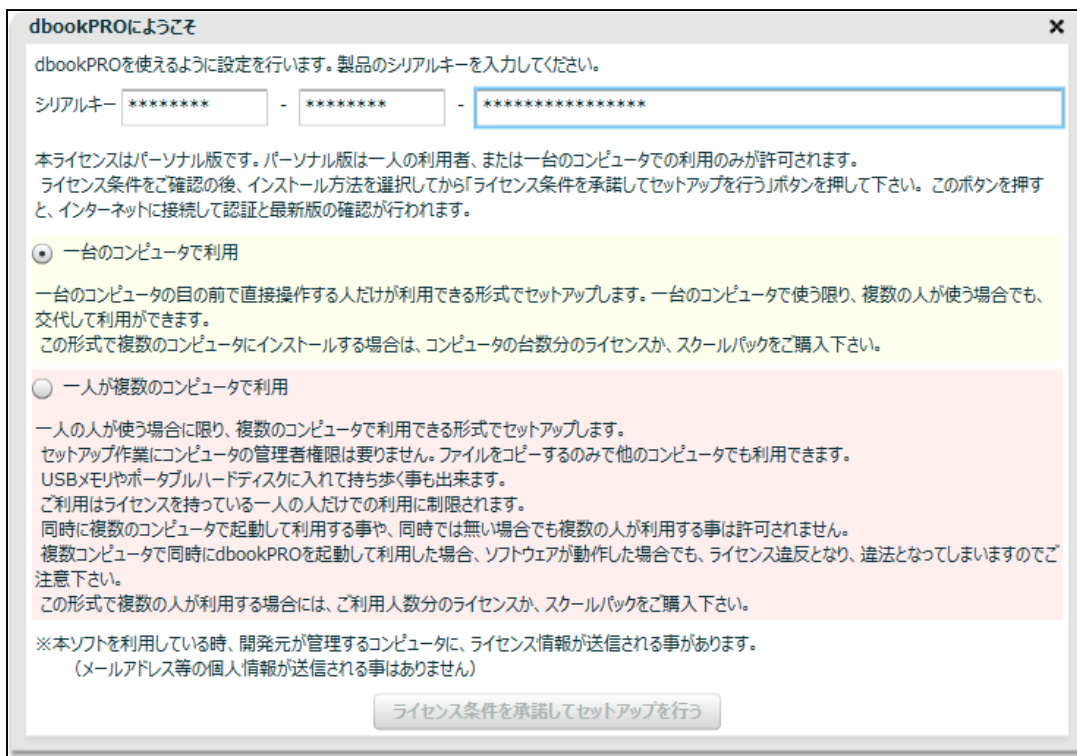 dbookPROにようこそ
dbookPROを使えるように設定を行います。製品のシリアルキーを入力してください。
シリアルキー ******** - ******** - ****************
本ライセンスはパーソナル版です。パーソナル版は一人の利用者、または一台のコンピュータでの利用のみが許可されます。
ライセンス条件をご確認の後、インストール方法を選択してから「ライセンス条件を承諾してセットアップを行う」ボタンを押して下さい。このボタンを押す
と、インターネットに接続して認証と最新版の確認が行われます。
一台のコンピュータで利用
一台のコンピュータの目の前で直接操作する人だけが利用できる形式でセットアップします。一台のコンピュータで使う限り、複数の人が使う場合でも、
交代して利用ができます。
この形式で複数のコンピュータにインストールする場合は、コンピュータの台数分のライセンスか、スクールパックをご購入下さい。
一人が複数のコンピュータで利用
一人の人が使う場合に限り、複数のコンピュータで利用できる形式でセットアップします。
セットアップ作業にコンピュータの管理者権限は要りません。ファイルをコピーするのみで他のコンピュータでも利用できます。
USBメモリやポータブルハードディスクに入れて持ち歩く事も出来ます。
ご利用はライセンスを持っている一人の人だけでの利用に制限されます。
同時に複数のコンピュータで起動して利用する事や、同時では無い場合でも複数の人が利用する事は許可されません。
複数コンピュータで同時にdbookPROを起動して利用した場合、ソフトウェアが動作した場合でも、ライセンス違反となり、違法となってしまいますのでご
注意下さい。
この形式で複数の人が利用する場合には、ご利用人数分のライセンスか、スクールパックをご購入下さい。
※本ソフトを利用している時、開発元が管理するコンピュータに、ライセンス情報が送信される事があります。
（メールアドレス等の個人情報が送信される事はありません）
ライセンス条件を承諾してセットアップを行う